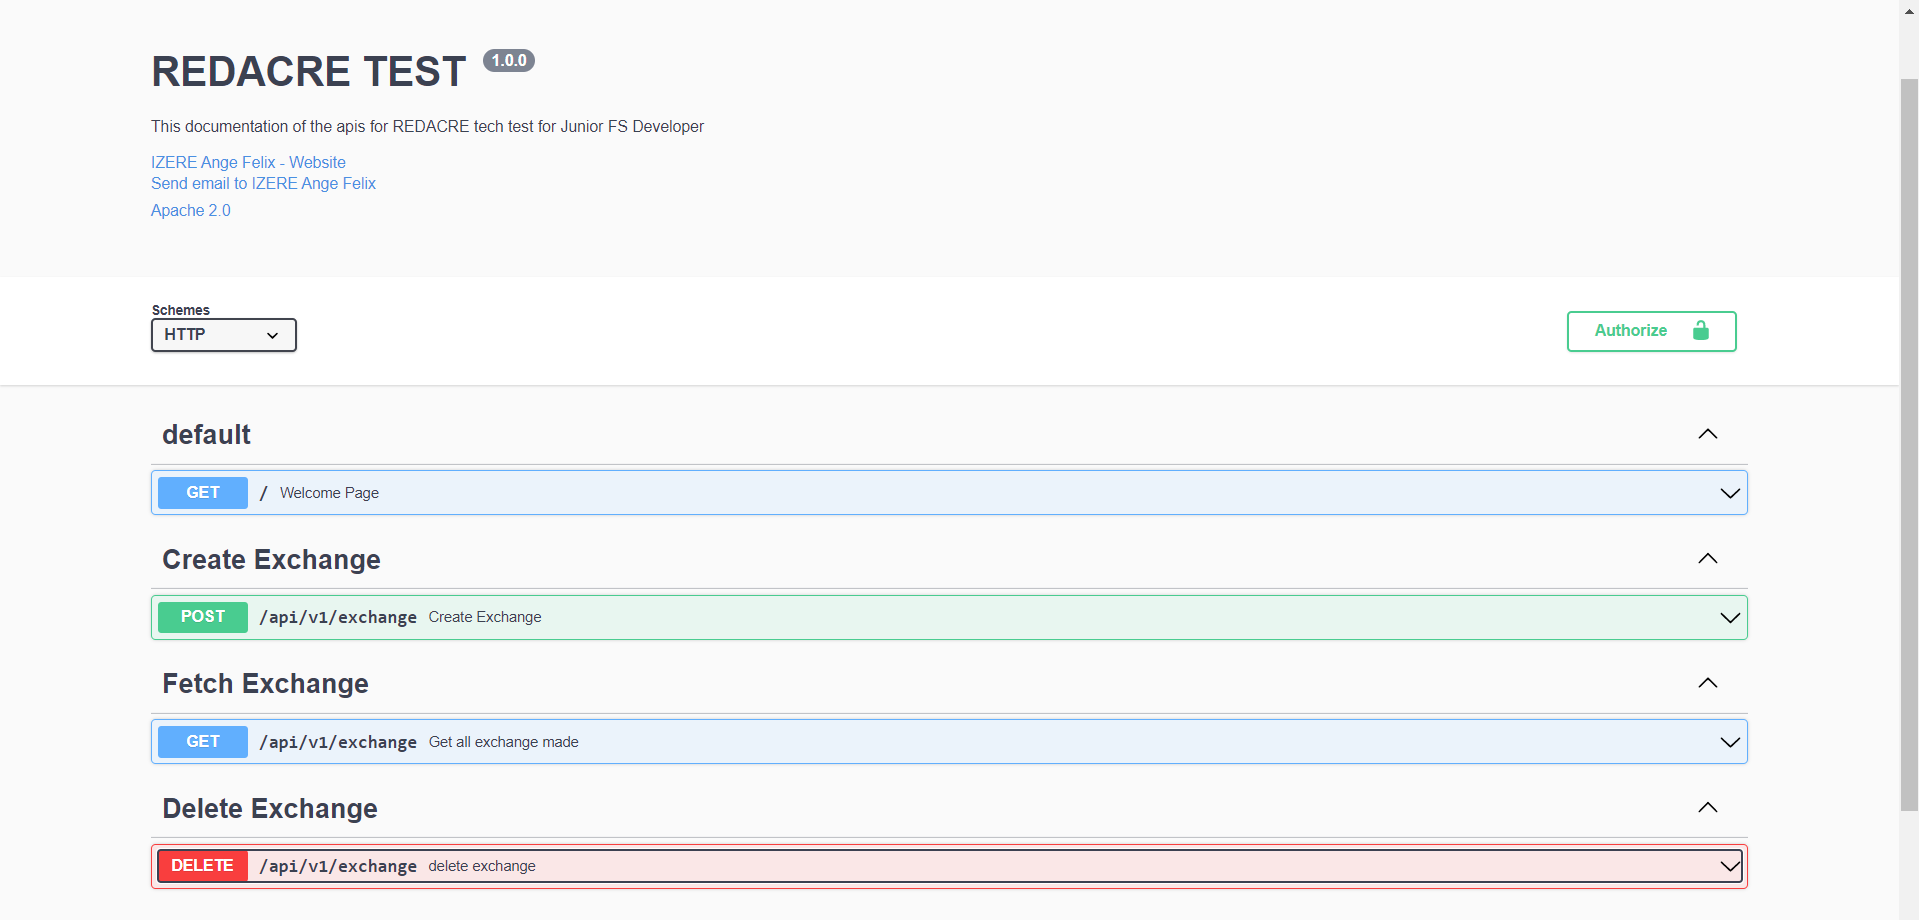 REDACRE TEST 1.0.0
This documentation of the apis for REDACRE tech test for Junior FS Developer
IZERE Ange Felix - Website
Send email to IZERE Ange Felix
Apache 2.0
Schemes
HTTP
Authorize
default
GET / Welcome Page
Create Exchange
POST /api/v1/exchange Create Exchange
Fetch Exchange
GET /api/v1/exchange Get all exchange made
Delete Exchange
DELETE /api/v1/exchange delete exchange